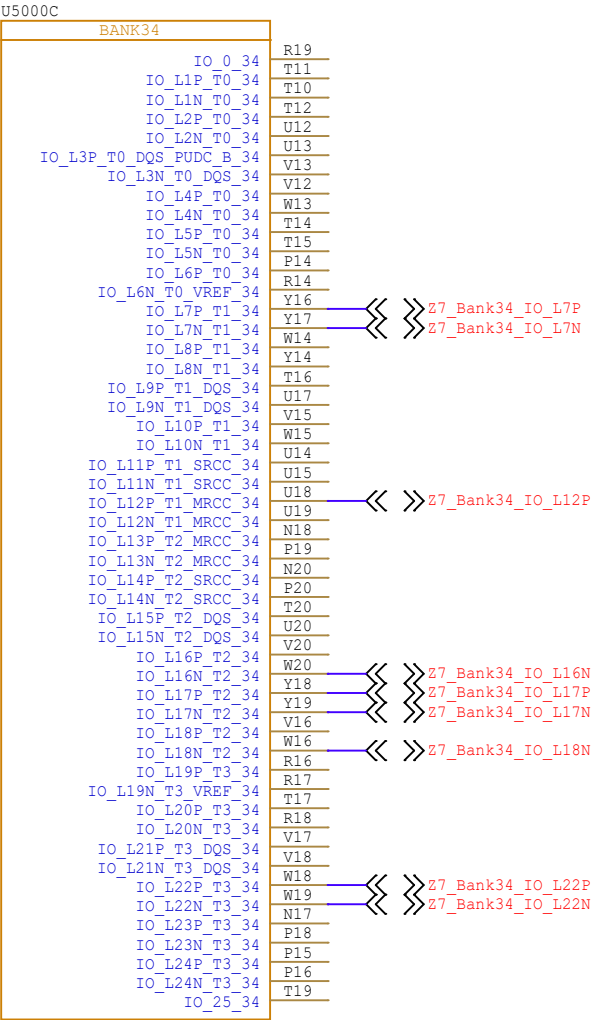 U5000C
BANK34
IO_0_34 R19
IO_L1P_T0_34 T11
IO_L1N_T0_34 T10
IO_L2P_T0_34 T12
IO_L2N_T0_34 U12
IO_L3P_T0_DQS_PUDC_B_34 U13
IO_L3N_T0_DQS_34 V13
IO_L4P_T0_34 V12
IO_L4N_T0_34 W13
IO_L5P_T0_34 T14
IO_L5N_T0_34 T15
IO_L6P_T0_34 P14
IO_L6N_T0_VREF_34 R14
IO_L7P_T1_34 Y16 Z7_Bank34_IO_L7P
IO_L7N_T1_34 Y17 Z7_Bank34_IO_L7N
IO_L8P_T1_34 W14
IO_L8N_T1_34 Y14
IO_L9P_T1_DQS_34 T16
IO_L9N_T1_DQS_34 U17
IO_L10P_T1_34 V15
IO_L10N_T1_34 W15
IO_L11P_T1_SRCC_34 U14
IO_L11N_T1_SRCC_34 U15
IO_L12P_T1_MRCC_34 U18 Z7_Bank34_IO_L12P
IO_L12N_T1_MRCC_34 U19
IO_L13P_T2_MRCC_34 N18
IO_L13N_T2_MRCC_34 P19
IO_L14P_T2_SRCC_34 N20
IO_L14N_T2_SRCC_34 P20
IO_L15P_T2_DQS_34 T20
IO_L15N_T2_DQS_34 U20
IO_L16P_T2_34 V20
IO_L16N_T2_34 W20 Z7_Bank34_IO_L16N
IO_L17P_T2_34 Y18 Z7_Bank34_IO_L17P
IO_L17N_T2_34 Y19 Z7_Bank34_IO_L17N
IO_L18P_T2_34 V16
IO_L18N_T2_34 W16 Z7_Bank34_IO_L18N
IO_L19P_T3_34 R16
IO_L19N_T3_VREF_34 R17
IO_L20P_T3_34 T17
IO_L20N_T3_34 R18
IO_L21P_T3_DQS_34 V17
IO_L21N_T3_DQS_34 V18
IO_L22P_T3_34 W18 Z7_Bank34_IO_L22P
IO_L22N_T3_34 W19 Z7_Bank34_IO_L22N
IO_L23P_T3_34 N17
IO_L23N_T3_34 P18
IO_L24P_T3_34 P15
IO_L24N_T3_34 P16
IO_25_34 T19